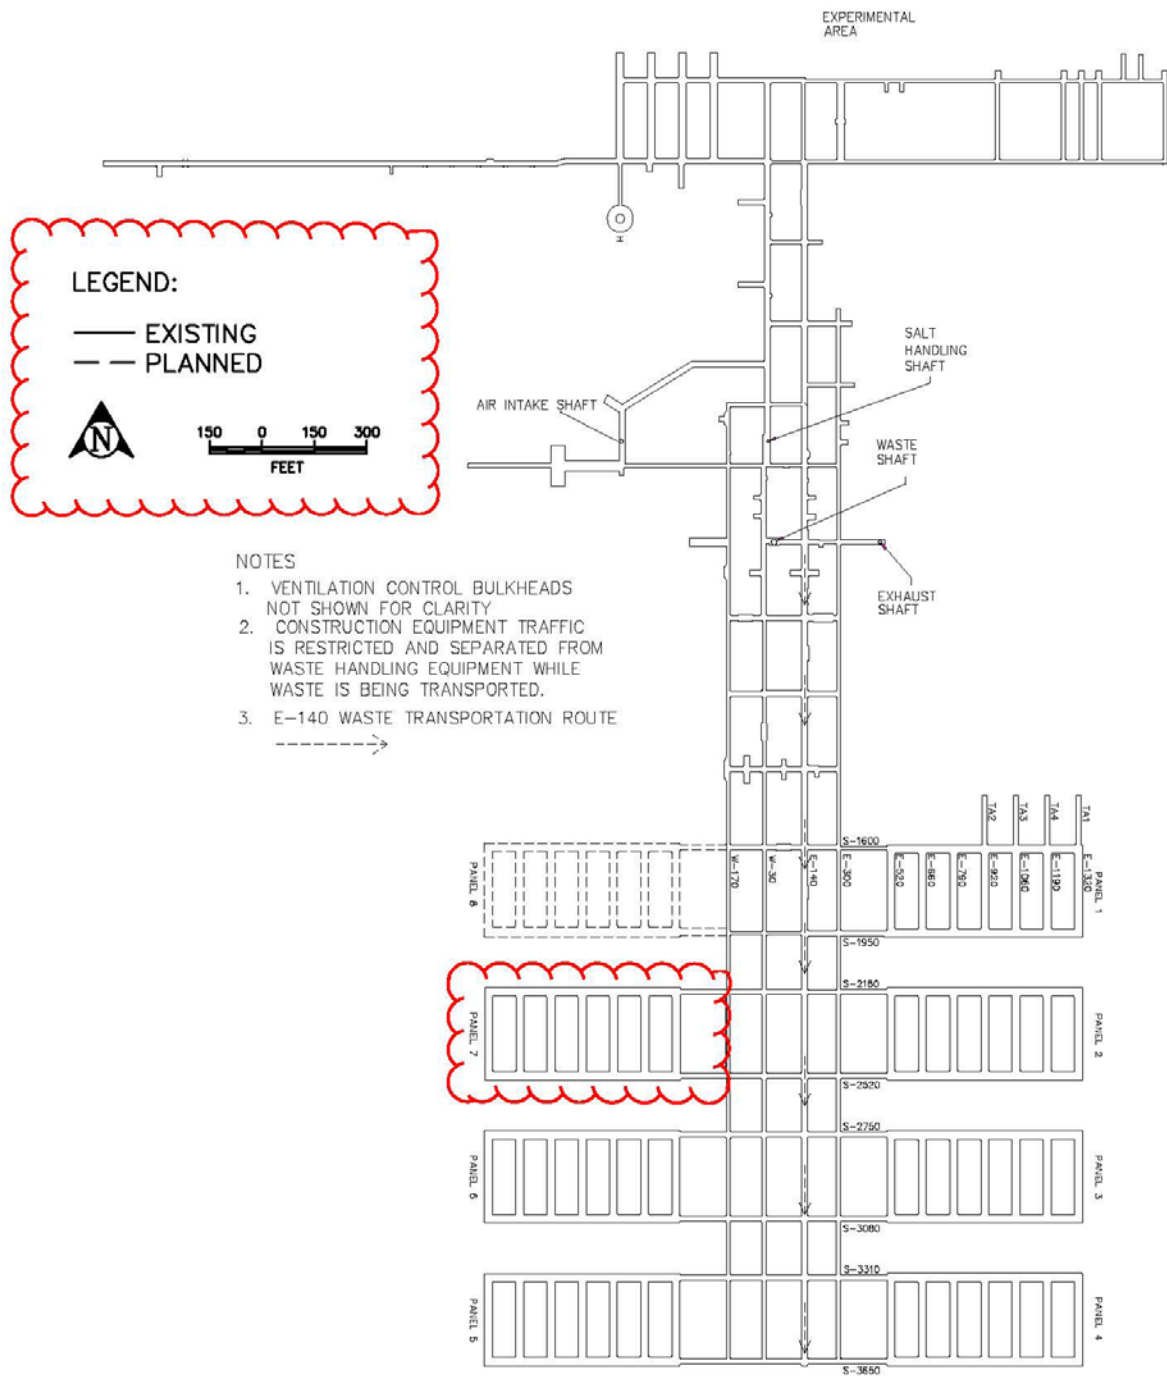 EXPERIMENTAL
AREA
LEGEND:
EXISTING
PLANNED
N
150 0 150 300
FEET
AIR INTAKE SHAFT
SALT
HANDLING
SHAFT
WASTE
SHAFT
EXHAUST
SHAFT
NOTES
1. VENTILATION CONTROL BULKHEADS
NOT SHOWN FOR CLARITY
2. CONSTRUCTION EQUIPMENT TRAFFIC
IS RESTRICTED AND SEPARATED FROM
WASTE HANDLING EQUIPMENT WHILE
WASTE IS BEING TRANSPORTED.
3. E-140 WASTE TRANSPORTATION ROUTE
TA2
TA3
TA4
TA1
S-1600
PANEL 8
W-170
W-30
E-140
E-300
E-520
E-660
E-790
E-920
E-1060
E-1190
E-1320
PANEL 1
S-1950
S-2180
PANEL 7
PANEL 2
S-2520
S-2750
PANEL 6
PANEL 3
S-3080
S-3310
PANEL 5
PANEL 4
S-3650